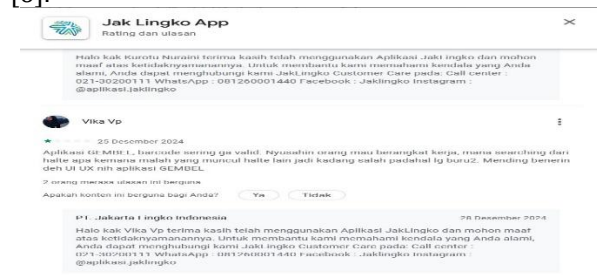 [6].
Jak Lingko App
Rating dan ulasan
Halo kak Kurotu Nuraini terima kasih telah menggunakan Aplikasi Jakl ingko dan mohon
maaf atas ketidaknyamanannya. Untuk membantu kami memahami kendala yang Anda
alami, Anda dapat menghubungi kami JakLingko Customer Care pada: Call center :
021-30200111 WhatsApp : 081260001440 Facebook : Jaklingko Instagram :
@aplikasi.jaklingko
Vika Vp
25 Desember 2024
Aplikasi GEMBEL, barcode sering ga valid. Nyusahin orang mau berangkat kerja, mana searching dari
halte apa kemana malah yang muncul halte lain jadi kadang salah padahal lg buru2. Mending benerin
deh UI UX nih aplikasi GEMBEL
2 orang merasa ulasan ini berguna
Apakah konten ini berguna bagi Anda?
Ya
Tidak
PT. Jakarta Lingko Indonesia
26 Desember 2024
Halo kak Vika Vp terima kasih telah menggunakan Aplikasi JakLingko dan mohon maaf
atas ketidaknyamanannya. Untuk membantu kami memahami kendala yang Anda alami,
Anda dapat menghubungi kami Jakl ingko Customer Care pada: Call center :
021-30200111 WhatsApp : 081260001440 Facebook : Jaklingko Instagram :
@aplikasi.jaklingko